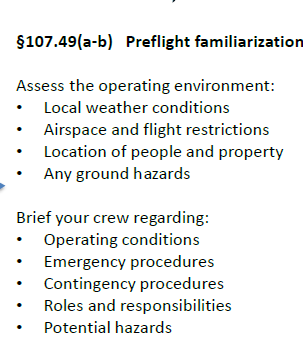 §107.49(a-b) Preflight familiarization
Assess the operating environment:
• Local weather conditions
• Airspace and flight restrictions
• Location of people and property
• Any ground hazards
Brief your crew regarding:
• Operating conditions
• Emergency procedures
• Contingency procedures
• Roles and responsibilities
• Potential hazards